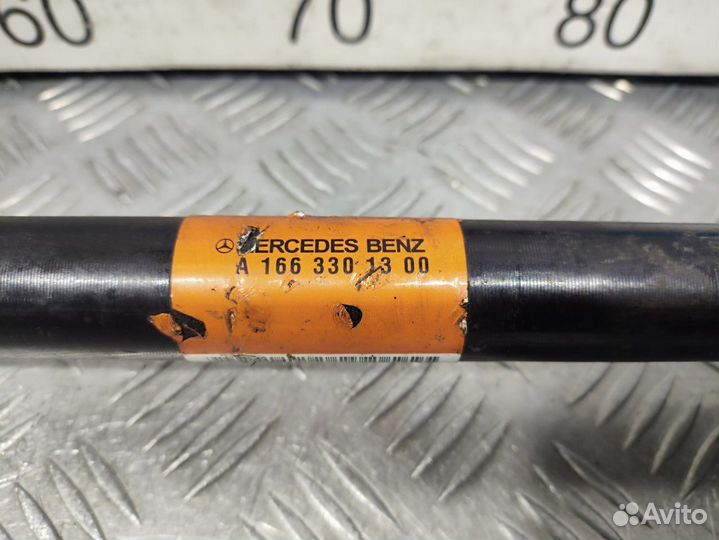 60 70 80
MERCEDES BENZ
A 166 330 13 00
Avito